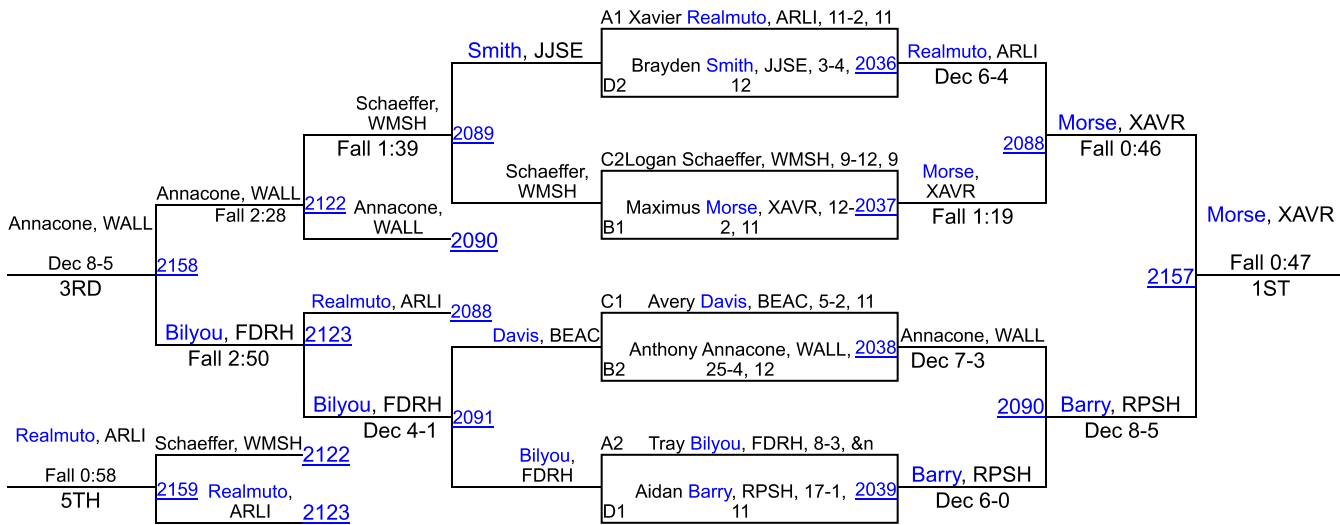 A1 Xavier Realmuto, ARLI, 11-2, 11
Smith, JJSE
Realmuto, ARLI
Brayden Smith, JJSE, 3-4, 2036
12
D2
Dec 6-4
Schaeffer,
WMSH
2089
Fall 1:39
Morse, XAVR
2088
Fall 0:46
C2Logan Schaeffer, WMSH, 9-12, 9
Schaeffer,
WMSH
Morse,
XAVR
Maximus Morse, XAVR, 12- 2037
2, 11
B1
Fall 1:19
Annacone, WALL
2122
Fall 2:28
Annacone,
WALL
2090
Annacone, WALL
Dec 8-5
3RD
2158
Morse, XAVR
2157
Fall 0:47
1ST
Realmuto, ARLI
2088
C1 Avery Davis, BEAC, 5-2, 11
Bilyou, FDRH
2123
Fall 2:50
Davis, BEAC
Annacone, WALL
Anthony Annacone, WALL, 2038
25-4, 12
B2
Dec 7-3
Bilyou, FDRH
2091
Dec 4-1
2090
Barry, RPSH
Dec 8-5
Realmuto, ARLI
Schaeffer, WMSH
2122
A2 Tray Bilyou, FDRH, 8-3, &n
Bilyou,
FDRH
Fall 0:58
5TH
2159
Realmuto,
ARLI
2123
Aidan Barry, RPSH, 17-1, 2039
11
D1
Barry, RPSH
Dec 6-0